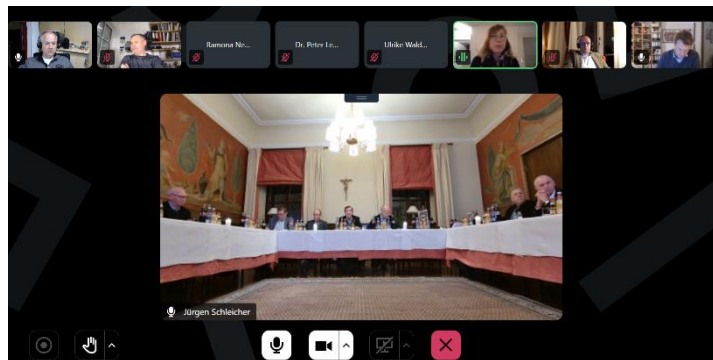 Ramona Ne...
Dr. Peter Le...
Ulrike Wald...
Jürgen Schleicher